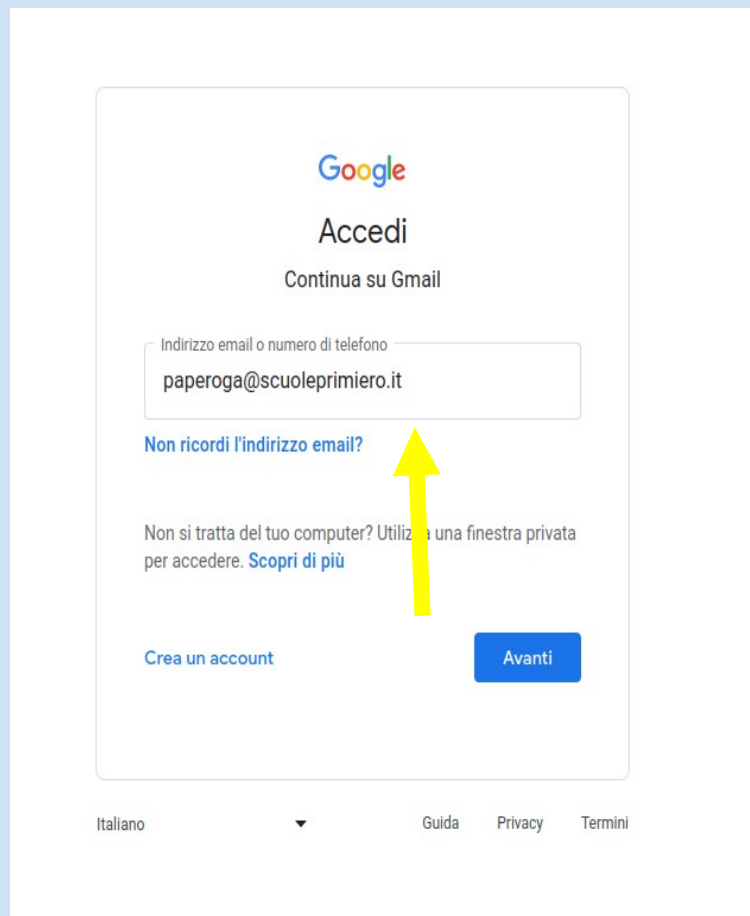 Google
Accedi
Continua su Gmail
Indirizzo email o numero di telefono
paperoga@scuoleprimiero.it
Non ricordi l'indirizzo email?
Non si tratta del tuo computer? Utilizza una finestra privata
per accedere. Scopri di più
Crea un account
Avanti
Italiano
Guida
Privacy
Termini